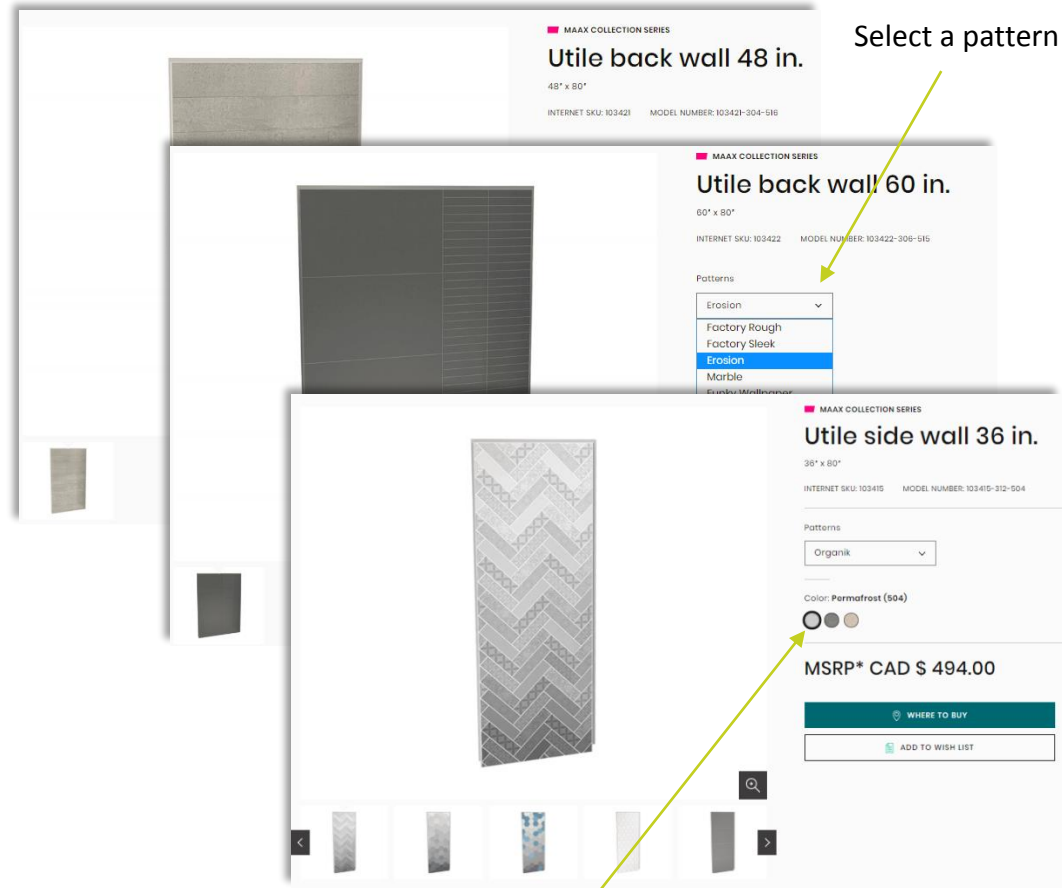 Select a pattern
MAAX COLLECTION SERIES
Utile back wall 48 in.
48" x 80"
INTERNET SKU: 103421 MODEL NUMBER: 103421-304-516
MAAX COLLECTION SERIES
Utile back wall 60 in.
60" x 80"
INTERNET SKU: 103422 MODEL NUMBER: 103422-306-515
Patterns
Erosion
Factory Rough
Factory Sleek
Erosion
Marble
Funky Wallpaper
MAAX COLLECTION SERIES
Utile side wall 36 in.
36" x 80"
INTERNET SKU: 103415 MODEL NUMBER: 103415-312-504
Patterns
Organik
Color: Permafrost (504)
MSRP* CAD $ 494.00
WHERE TO BUY
ADD TO WISH LIST